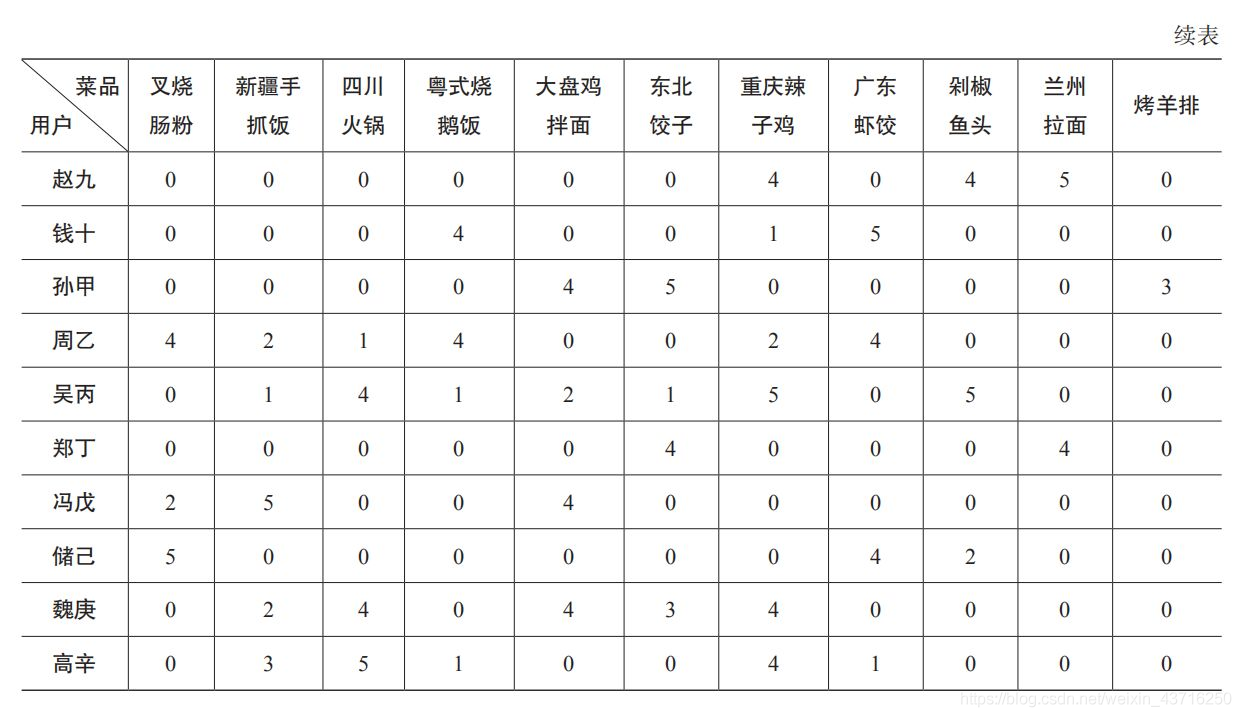 续表
菜品 叉烧 新疆手 四川 粤式烧 大盘鸡 东北 重庆辣 广东 剁椒 兰州 烤羊排
用户 肠粉 抓饭 火锅 鹅饭 拌面 饺子 子鸡 虾饺 鱼头 拉面
赵九 0 0 0 0 0 0 4 0 4 5 0
钱十 0 0 0 4 0 0 1 5 0 0 0
孙甲 0 0 0 0 4 5 0 0 0 0 3
周乙 4 2 1 4 0 0 2 4 0 0 0
吴丙 0 1 4 1 2 1 5 0 5 0 0
郑丁 0 0 0 0 0 4 0 0 0 4 0
冯戊 2 5 0 0 4 0 0 0 0 0 0
储己 5 0 0 0 0 0 0 4 2 0 0
魏庚 0 2 4 0 4 3 4 0 0 0 0
高辛 0 3 5 1 0 0 4 1 0 0 0
https://blog.csdn.net/weixin_43716250